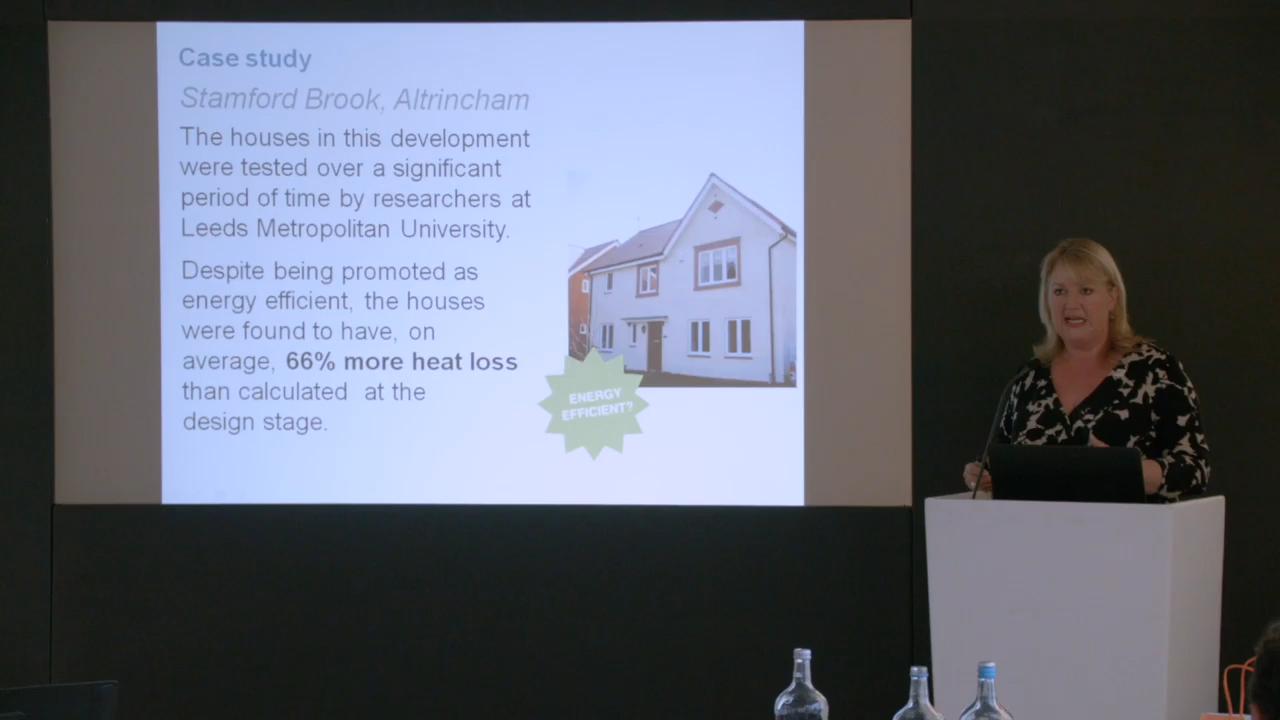 Case study
Stamford Brook, Altrincham
The houses in this development
were tested over a significant
period of time by researchers at
Leeds Metropolitan University.
Despite being promoted as
energy efficient, the houses
were found to have, on
average, 66% more heat loss
than calculated at the
design stage.
ENERGY
EFFICIENT?